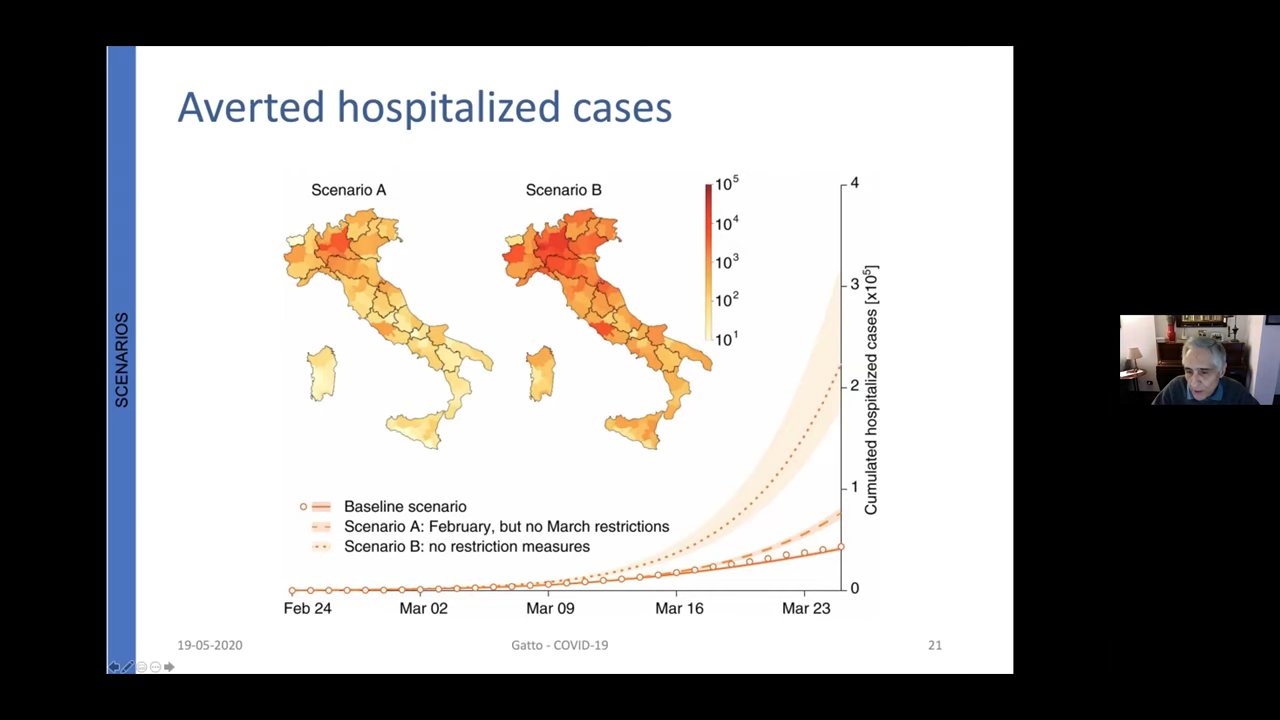 Averted hospitalized cases
SCENARIOS
Scenario A
Scenario B
10⁵
10⁴
10³
10²
10¹
4
3
2
1
0
Cumulated hospitalized cases [x10⁵]
Baseline scenario
Scenario A: February, but no March restrictions
Scenario B: no restriction measures
Feb 24
Mar 02
Mar 09
Mar 16
Mar 23
19-05-2020
Gatto - COVID-19
21